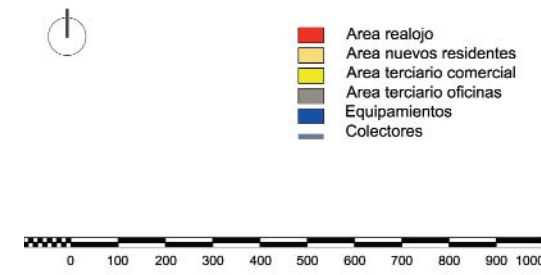 Area realojo
Area nuevos residentes
Area terciario comercial
Area terciario oficinas
Equipamientos
Colectores
0 100 200 300 400 500 600 700 800 900 1000